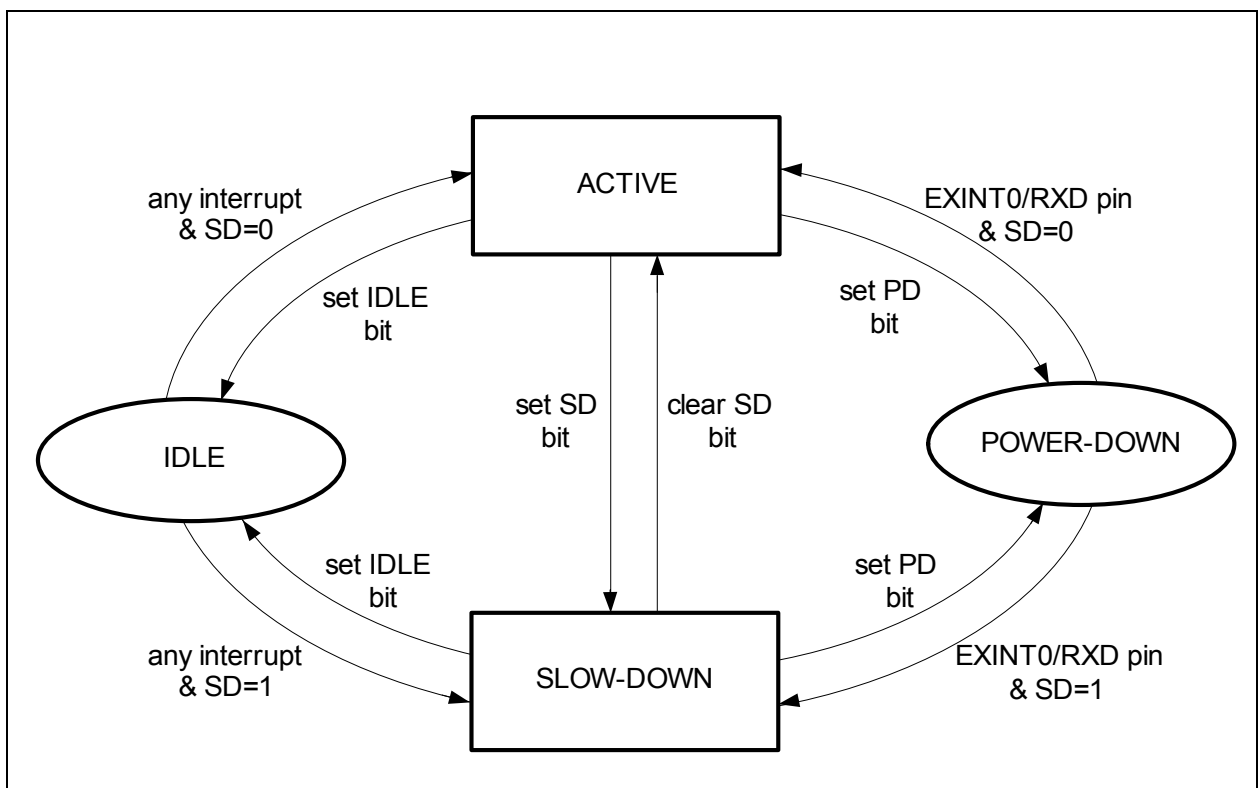 ACTIVE
any interrupt
& SD=0
EXINT0/RXD pin
& SD=0
set IDLE
bit
set PD
bit
set SD
bit
clear SD
bit
IDLE
POWER-DOWN
set IDLE
bit
set PD
bit
any interrupt
& SD=1
SLOW-DOWN
EXINT0/RXD pin
& SD=1